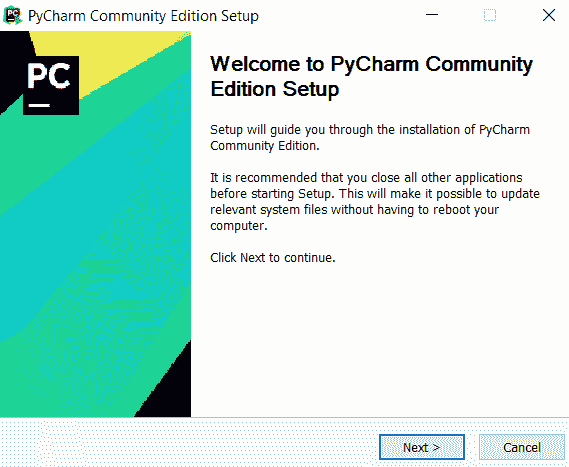 PC PyCharm Community Edition Setup
PC
Welcome to PyCharm Community
Edition Setup
Setup will guide you through the installation of PyCharm
Community Edition.
It is recommended that you close all other applications
before starting Setup. This will make it possible to update
relevant system files without having to reboot your
computer.
Click Next to continue.
Next > Cancel